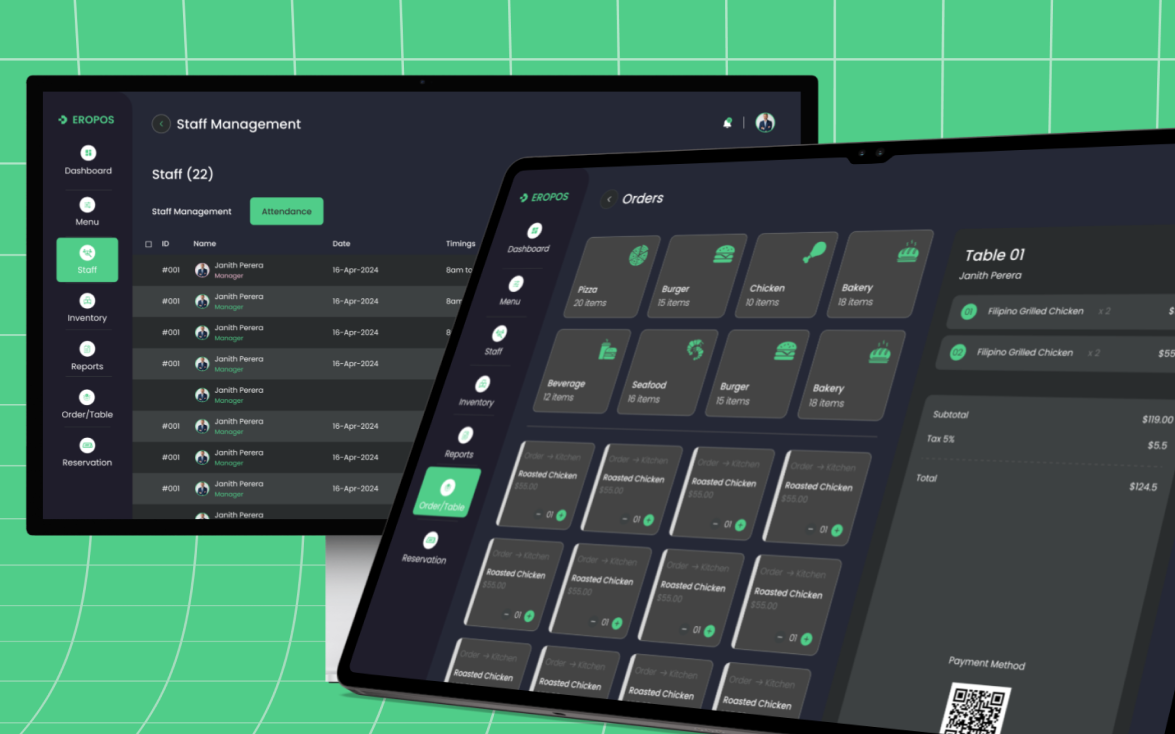 EROPOS
Dashboard
Menu
Staff
Inventory
Reports
Order/Table
Reservation
Staff Management
Staff (22)
Staff Management
Attendance
ID Name Date Timings
#001 Janith Perera 16-Apr-2024 8am to
Manager
#001 Janith Perera 16-Apr-2024 8am
Manager
#001 Janith Perera 16-Apr-2024 8
Manager
#001 Janith Perera 16-Apr-2024
Manager
Janith Perera
Manager
#001 Janith Perera 16-Apr-2024
Manager
#001 Janith Perera 16-Apr-2024
Manager
#001 Janith Perera 16-Apr-2024
Manager
Janith Perera
EROPOS
Dashboard
Menu
Staff
Inventory
Reports
Order/Table
Reservation
Orders
Pizza
20 items
Burger
15 items
Chicken
10 items
Bakery
18 items
Beverage
12 items
Seafood
16 items
Burger
15 items
Bakery
18 items
Order → Kitchen
Roasted Chicken
$55.00
- 01 +
Order → Kitchen
Roasted Chicken
$55.00
- 01 +
Order → Kitchen
Roasted Chicken
$55.00
- 01 +
Order → Kitchen
Roasted Chicken
$55.00
- 01 +
Order → Kitchen
Roasted Chicken
$55.00
- 01 +
Order → Kitchen
Roasted Chicken
$55.00
- 01 +
Order → Kitchen
Roasted Chicken
$55.00
- 01 +
Order → Kitchen
Roasted Chicken
$55.00
- 01 +
Order → Kitchen
Roasted Chicken
Order → Kitchen
Roasted Chicken
Order → Kitchen
Roasted Chicken
Order → Kitchen
Roasted Chicken
Table 01
Janith Perera
01 Filipino Grilled Chicken x 2 $
02 Filipino Grilled Chicken x 2 $55
Subtotal $119.00
Tax 5% $5.5
Total $124.5
Payment Method